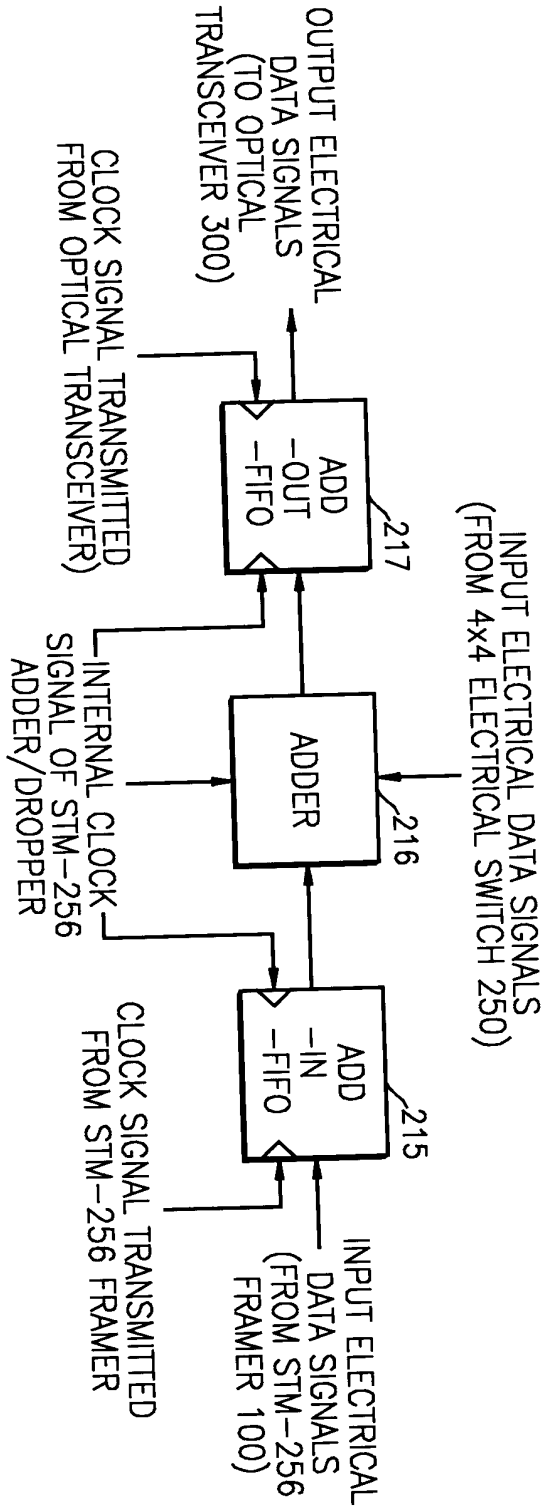 INPUT ELECTRICAL DATA SIGNALS
(FROM 4x4 ELECTRICAL SWITCH 250)
OUTPUT ELECTRICAL
DATA SIGNALS
(TO OPTICAL
TRANSCEIVER 300)
ADD
-OUT
-FIFO
217
ADDER
216
ADD
-IN
-FIFO
215
INPUT ELECTRICAL
DATA SIGNALS
(FROM STM-256
FRAMER 100)
CLOCK SIGNAL TRANSMITTED
FROM OPTICAL TRANSCEIVER)
INTERNAL CLOCK
SIGNAL OF STM-256
ADDER/DROPPER
CLOCK SIGNAL TRANSMITTED
FROM STM-256 FRAMER